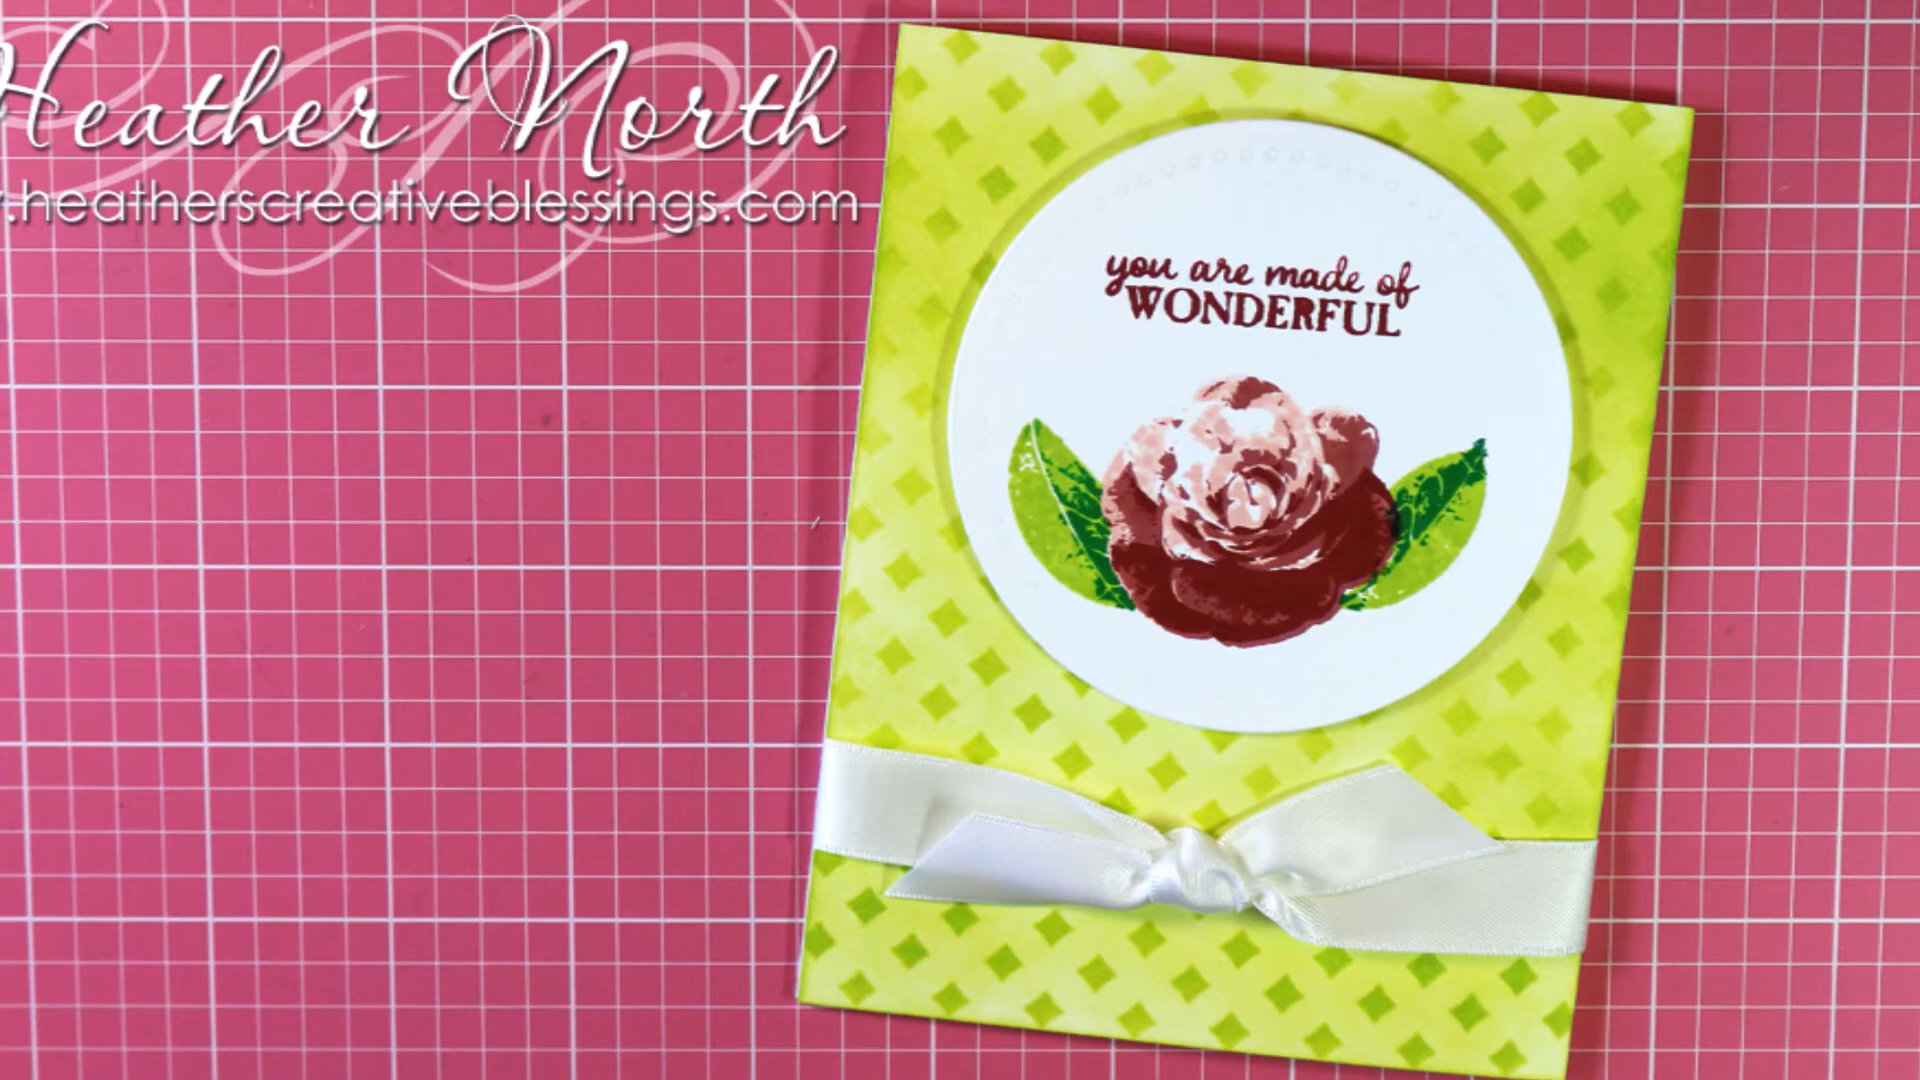 Heather North
.heatherscreativeblessings.com
you are made of
WONDERFUL